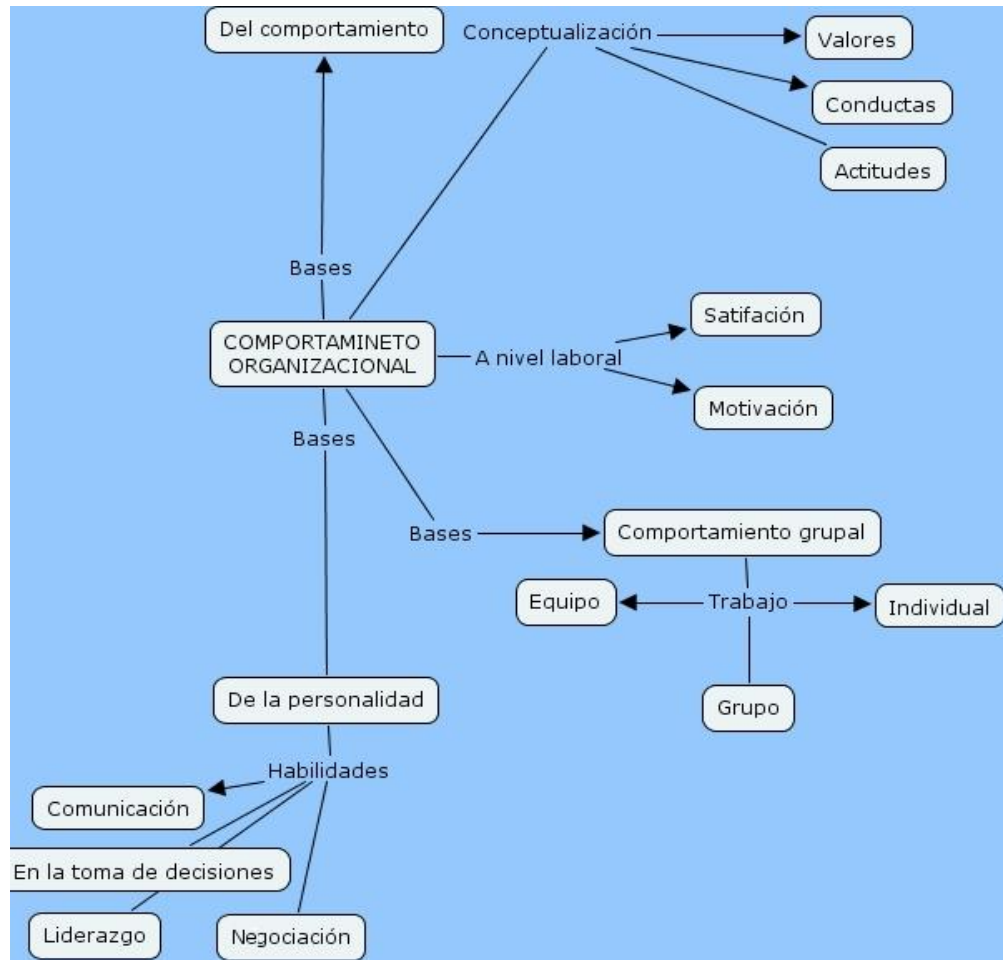 Del comportamiento
Conceptualización
Valores
Conductas
Actitudes
Bases
COMPORTAMINETO
ORGANIZACIONAL
A nivel laboral
Satifación
Motivación
Bases
Bases
Comportamiento grupal
Equipo
Trabajo
Individual
Grupo
De la personalidad
Habilidades
Comunicación
En la toma de decisiones
Liderazgo
Negociación